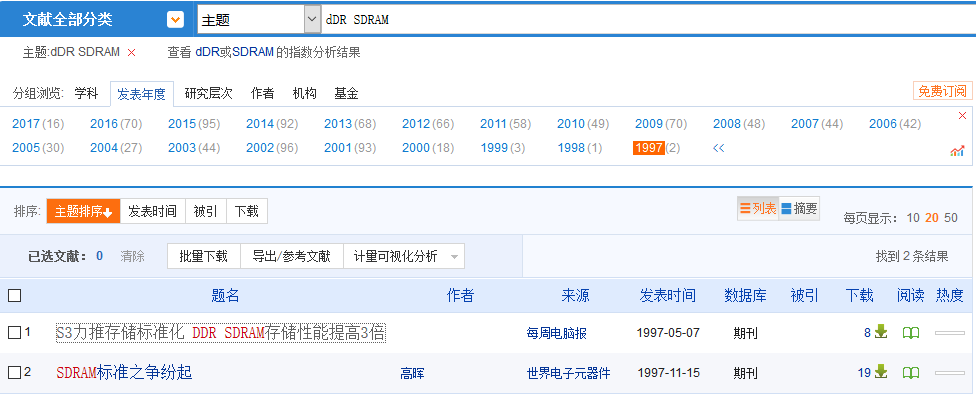 文献全部分类 主题 dDR SDRAM
主题:dDR SDRAM × 查看 dDR或SDRAM 的指数分析结果
分组浏览: 学科 发表年度 研究层次 作者 机构 基金 免费订阅
2017(16) 2016(70) 2015(95) 2014(92) 2013(68) 2012(66) 2011(58) 2010(49) 2009(70) 2008(48) 2007(44) 2006(42) ×
2005(30) 2004(27) 2003(44) 2002(96) 2001(93) 2000(18) 1999(3) 1998(1) 1997(2) <<
排序: 主题排序↓ 发表时间 被引 下载 列表 摘要 每页显示: 10 20 50
已选文献: 0 清除 批量下载 导出/参考文献 计量可视化分析 找到 2 条结果
题名 作者 来源 发表时间 数据库 被引 下载 阅读 热度
1 S3力推存储标准化 DDR SDRAM存储性能提高3倍 每周电脑报 1997-05-07 期刊 8
2 SDRAM标准之争纷起 高晖 世界电子元器件 1997-11-15 期刊 19